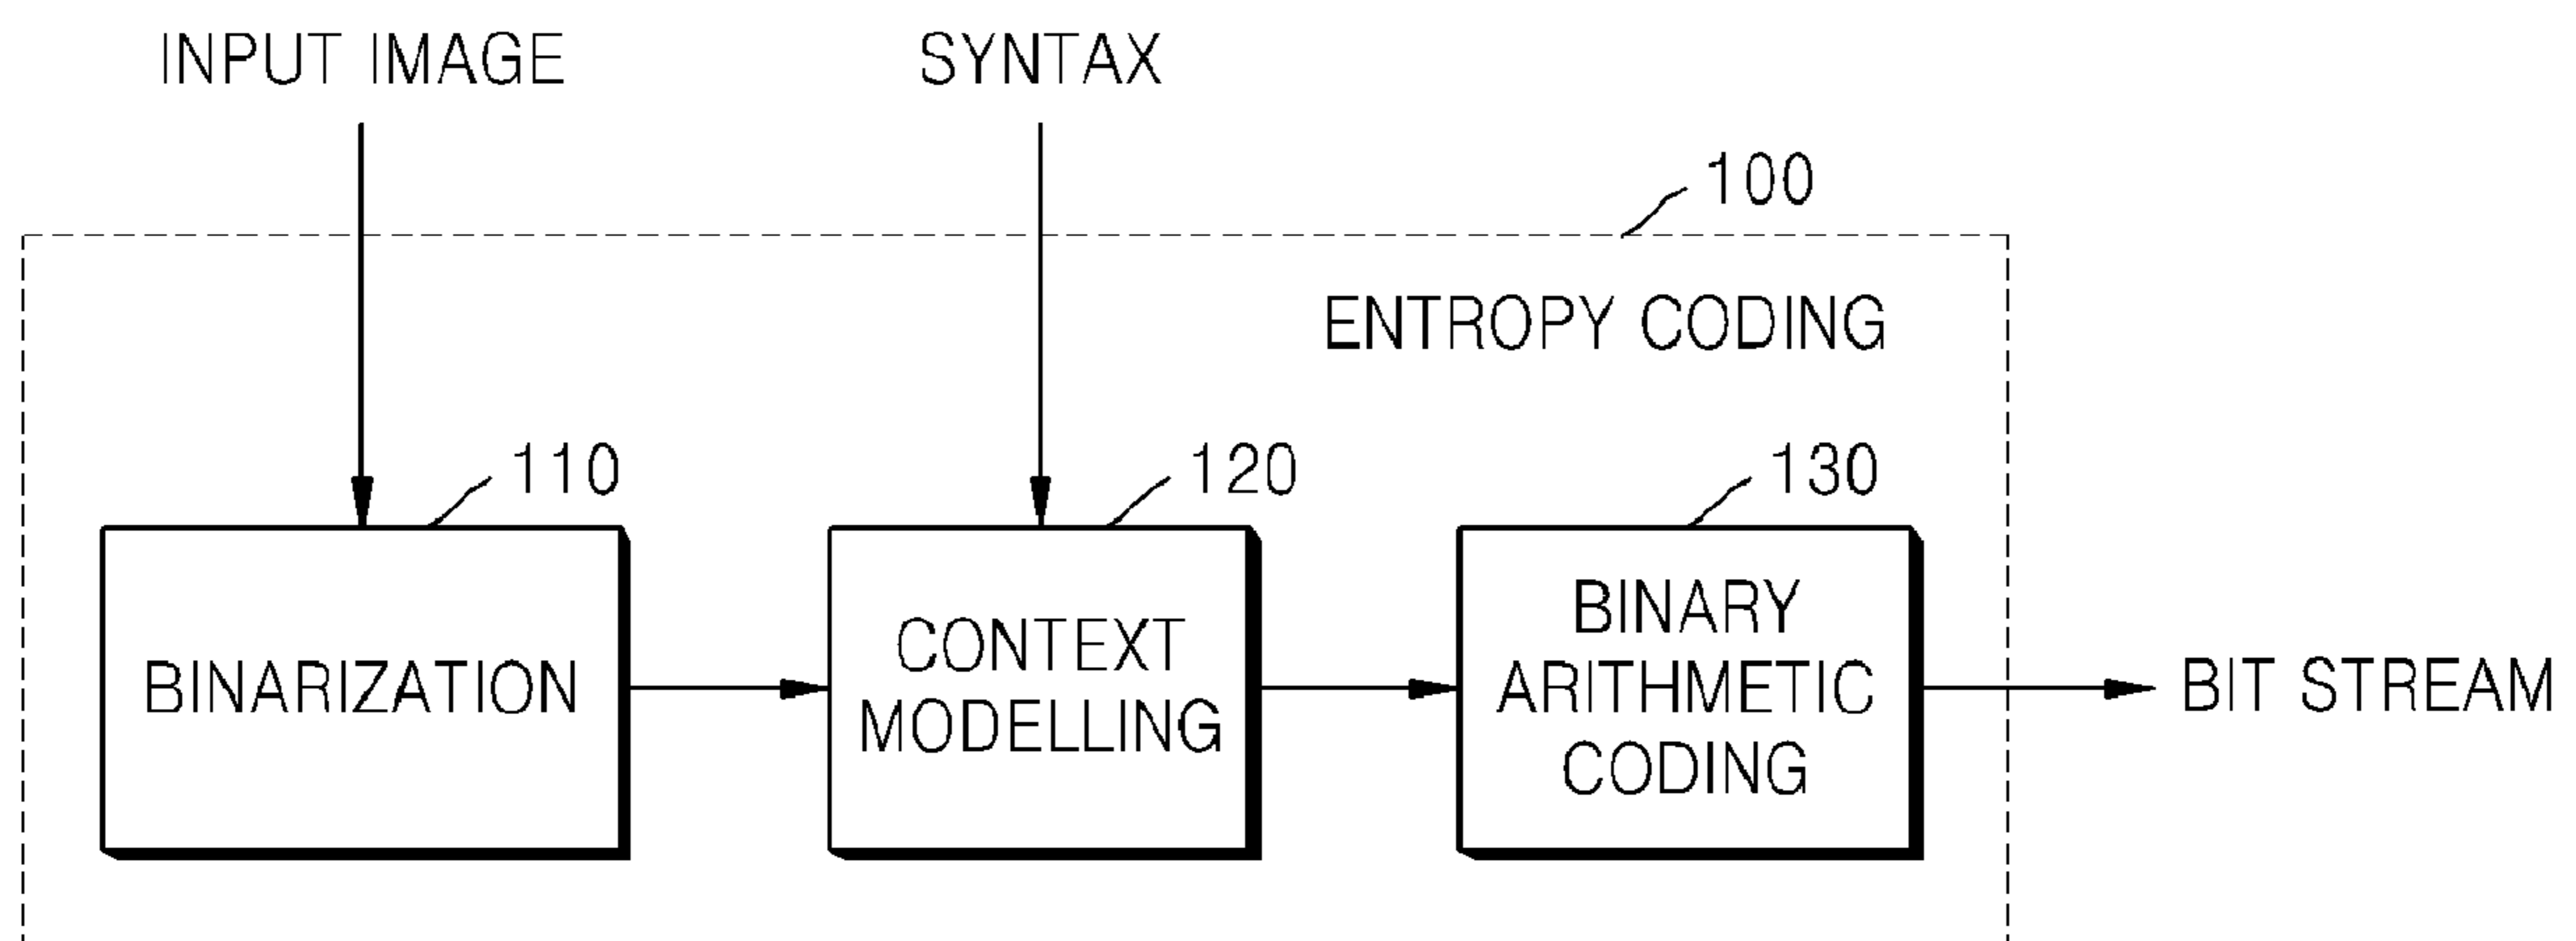 INPUT IMAGE
SYNTAX
100
ENTROPY CODING
110
120
130
BINARIZATION
CONTEXT
MODELLING
BINARY
ARITHMETIC
CODING
BIT STREAM